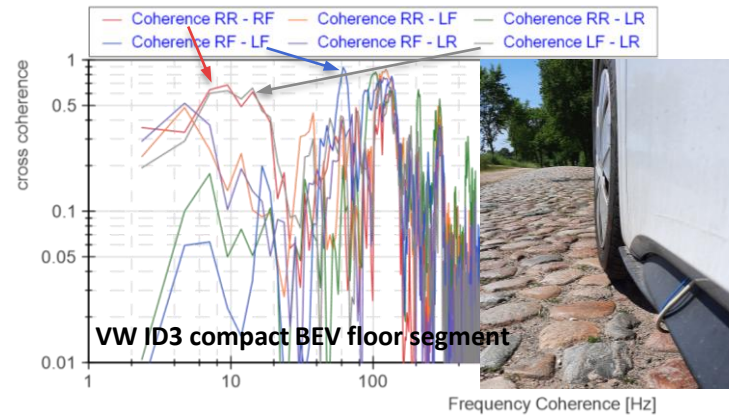 Coherence RR - RF Coherence RR - LF Coherence RR - LR
Coherence RF - LF Coherence RF - LR Coherence LF - LR
cross coherence
1
0.5
0.1
0.05
0.01
VW ID3 compact BEV floor segment
1 10 100
Frequency Coherence [Hz]